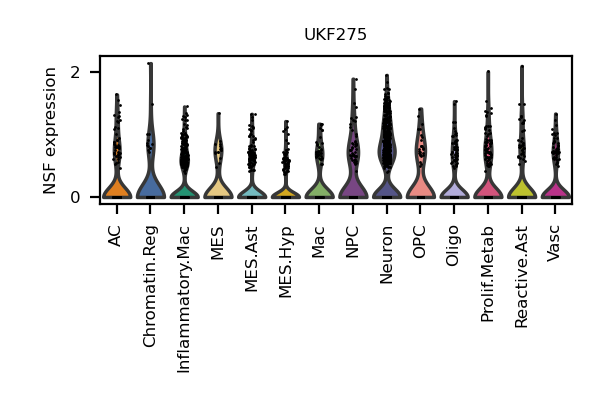 UKF275
NSF expression
2
0
AC
Chromatin.Reg
Inflammatory.Mac
MES
MES.Ast
MES.Hyp
Mac
NPC
Neuron
OPC
Oligo
Prolif.Metab
Reactive.Ast
Vasc